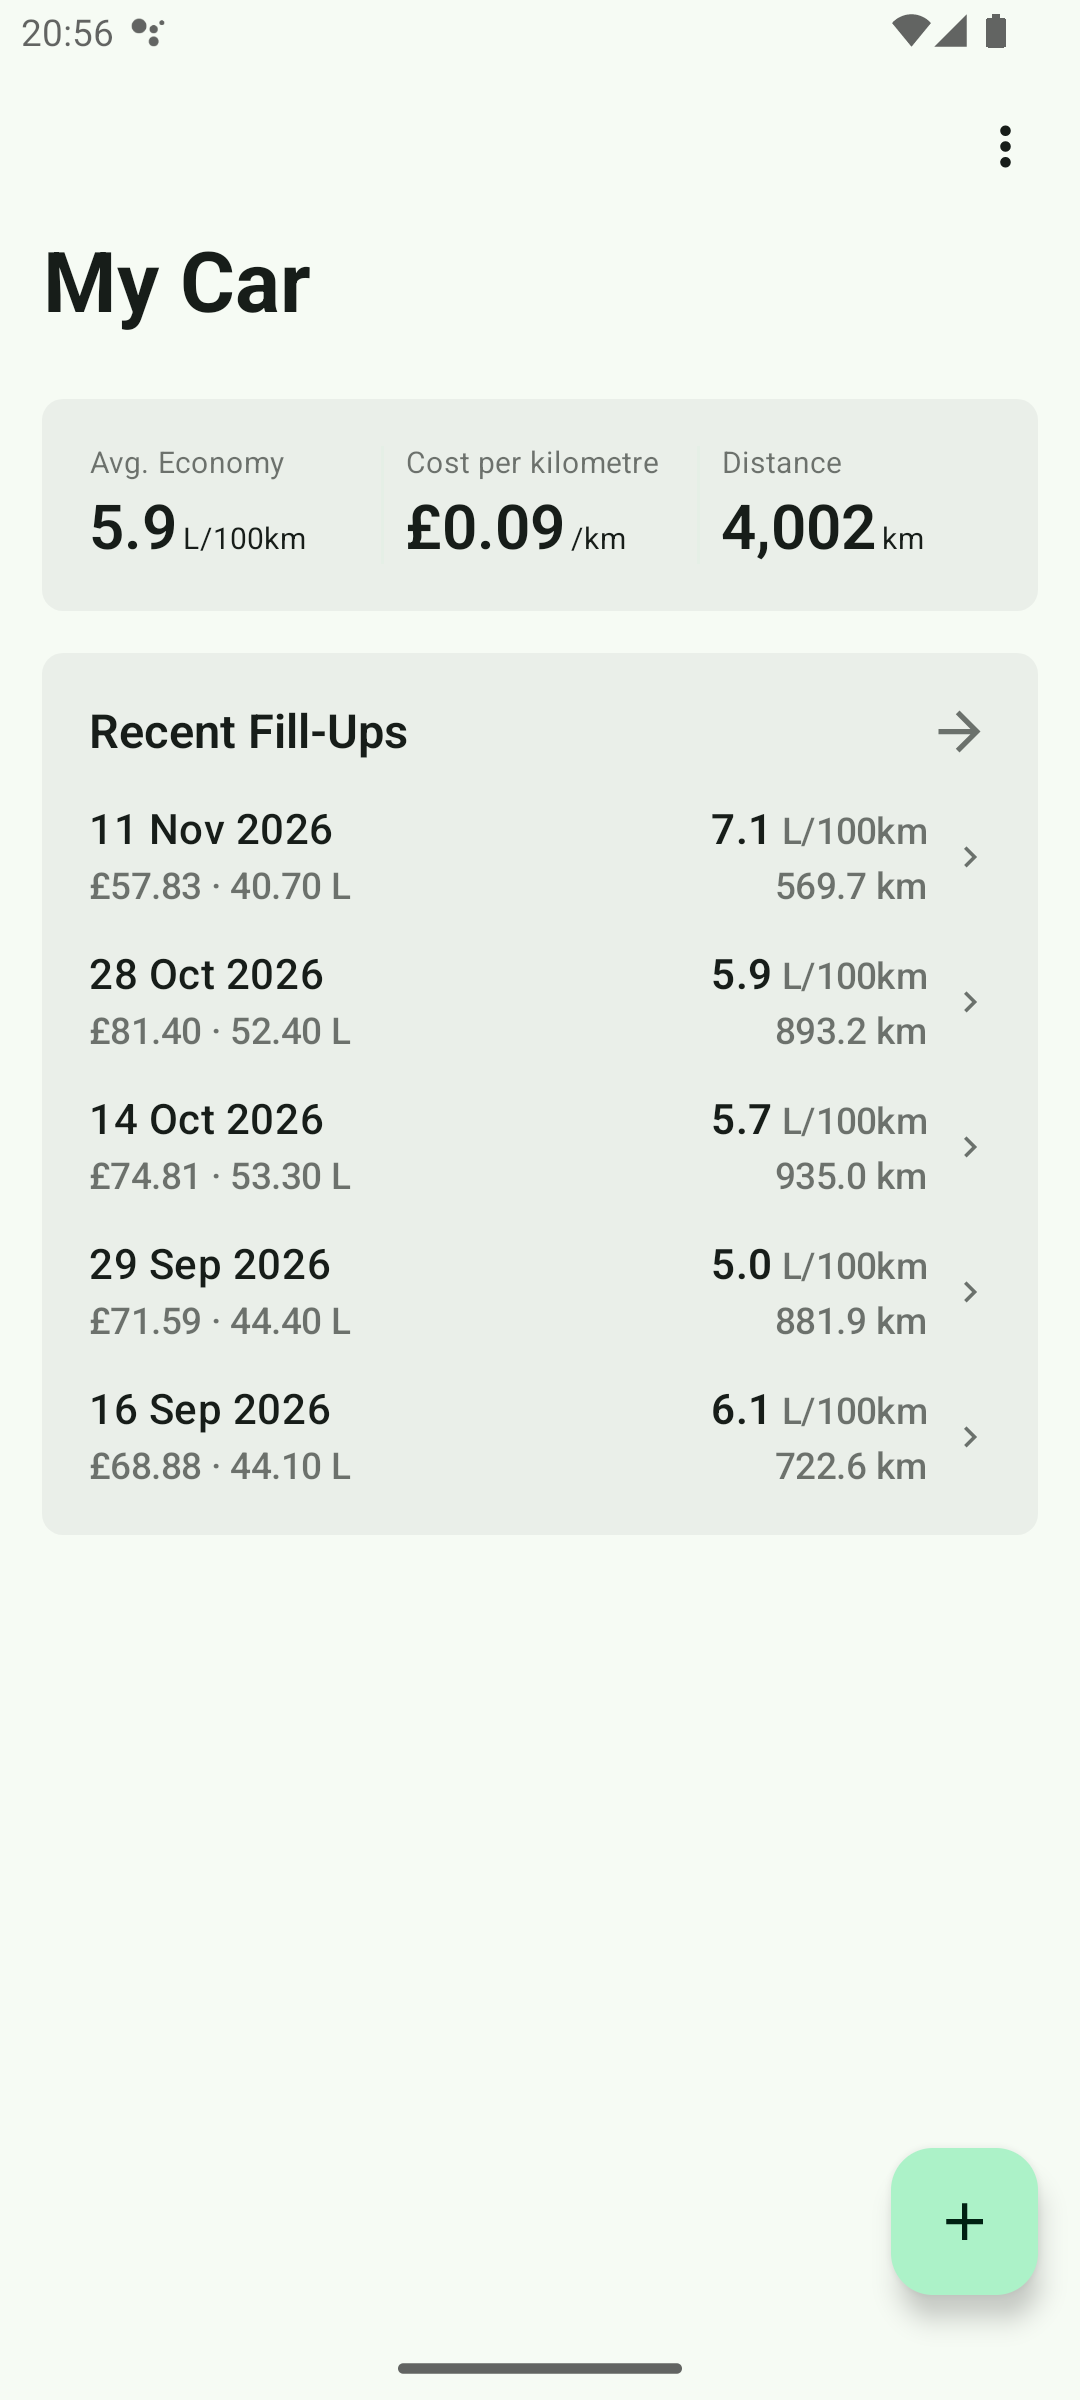 20:56
My Car
Avg. Economy Cost per kilometre Distance
5.9 L/100km £0.09 /km 4,002 km
Recent Fill-Ups
11 Nov 2026 7.1 L/100km
£57.83 · 40.70 L 569.7 km
28 Oct 2026 5.9 L/100km
£81.40 · 52.40 L 893.2 km
14 Oct 2026 5.7 L/100km
£74.81 · 53.30 L 935.0 km
29 Sep 2026 5.0 L/100km
£71.59 · 44.40 L 881.9 km
16 Sep 2026 6.1 L/100km
£68.88 · 44.10 L 722.6 km